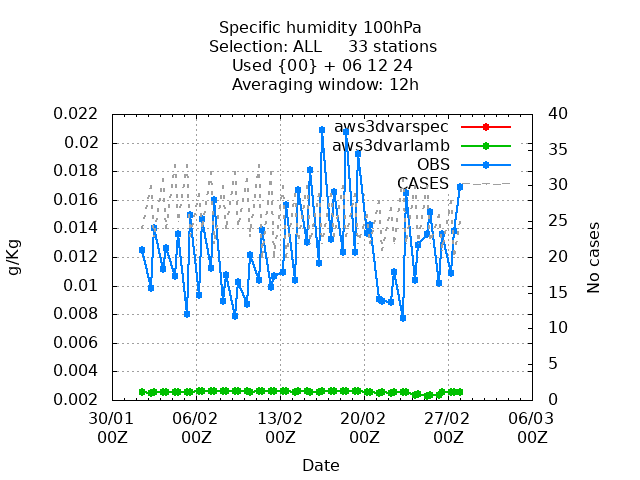 Specific humidity 100hPa
Selection: ALL 33 stations
Used {00} + 06 12 24
Averaging window: 12h
aws3dvarspec
aws3dvarlamb
OBS
CASES
g/Kg
0.022
0.02
0.018
0.016
0.014
0.012
0.01
0.008
0.006
0.004
0.002
40
35
30
25
20
15
10
5
0
No cases
30/01 06/02 13/02 20/02 27/02 06/03
00Z 00Z 00Z 00Z 00Z 00Z
Date